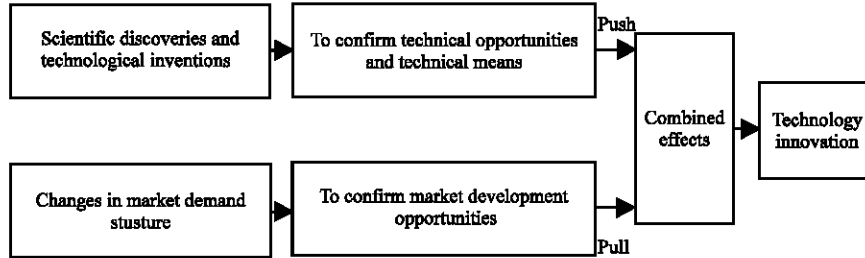 Scientific discoveries and
technological inventions
To confirm technical opportunities
and technical means
Push
Combined
effects
Technology
innovation
Changes in market demand
stusture
To confirm market development
opportunities
Pull